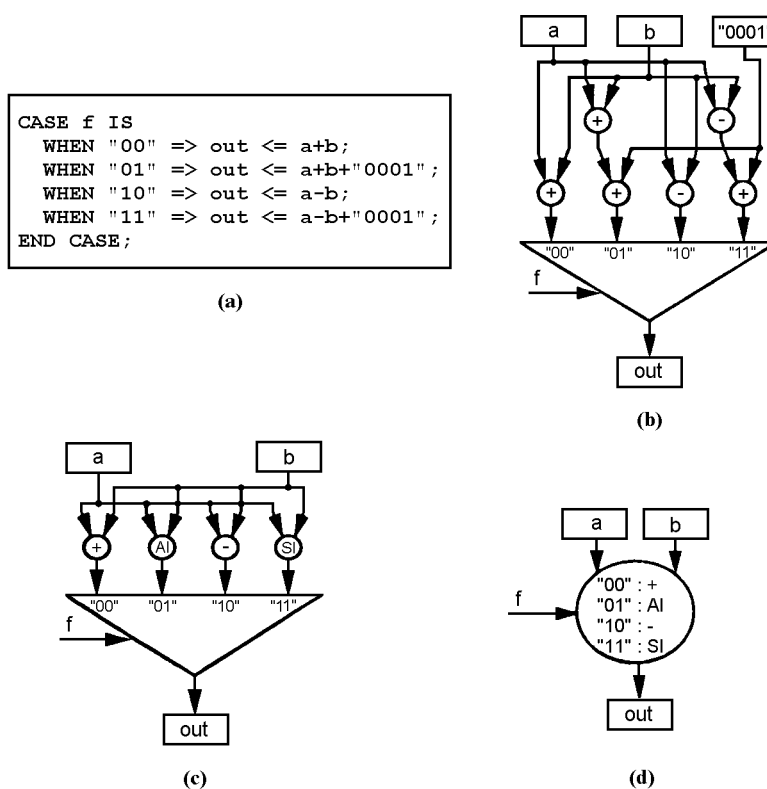 CASE f IS
WHEN "00" => out <= a+b;
WHEN "01" => out <= a+b+"0001";
WHEN "10" => out <= a-b;
WHEN "11" => out <= a-b+"0001";
END CASE;
(a)
a b "0001"
+ -
+ + - +
"00" "01" "10" "11"
f
out
(b)
a b
+ AI - SI
"00" "01" "10" "11"
f
out
(c)
a b
"00" : +
"01" : AI
f
"10" : -
"11" : SI
out
(d)